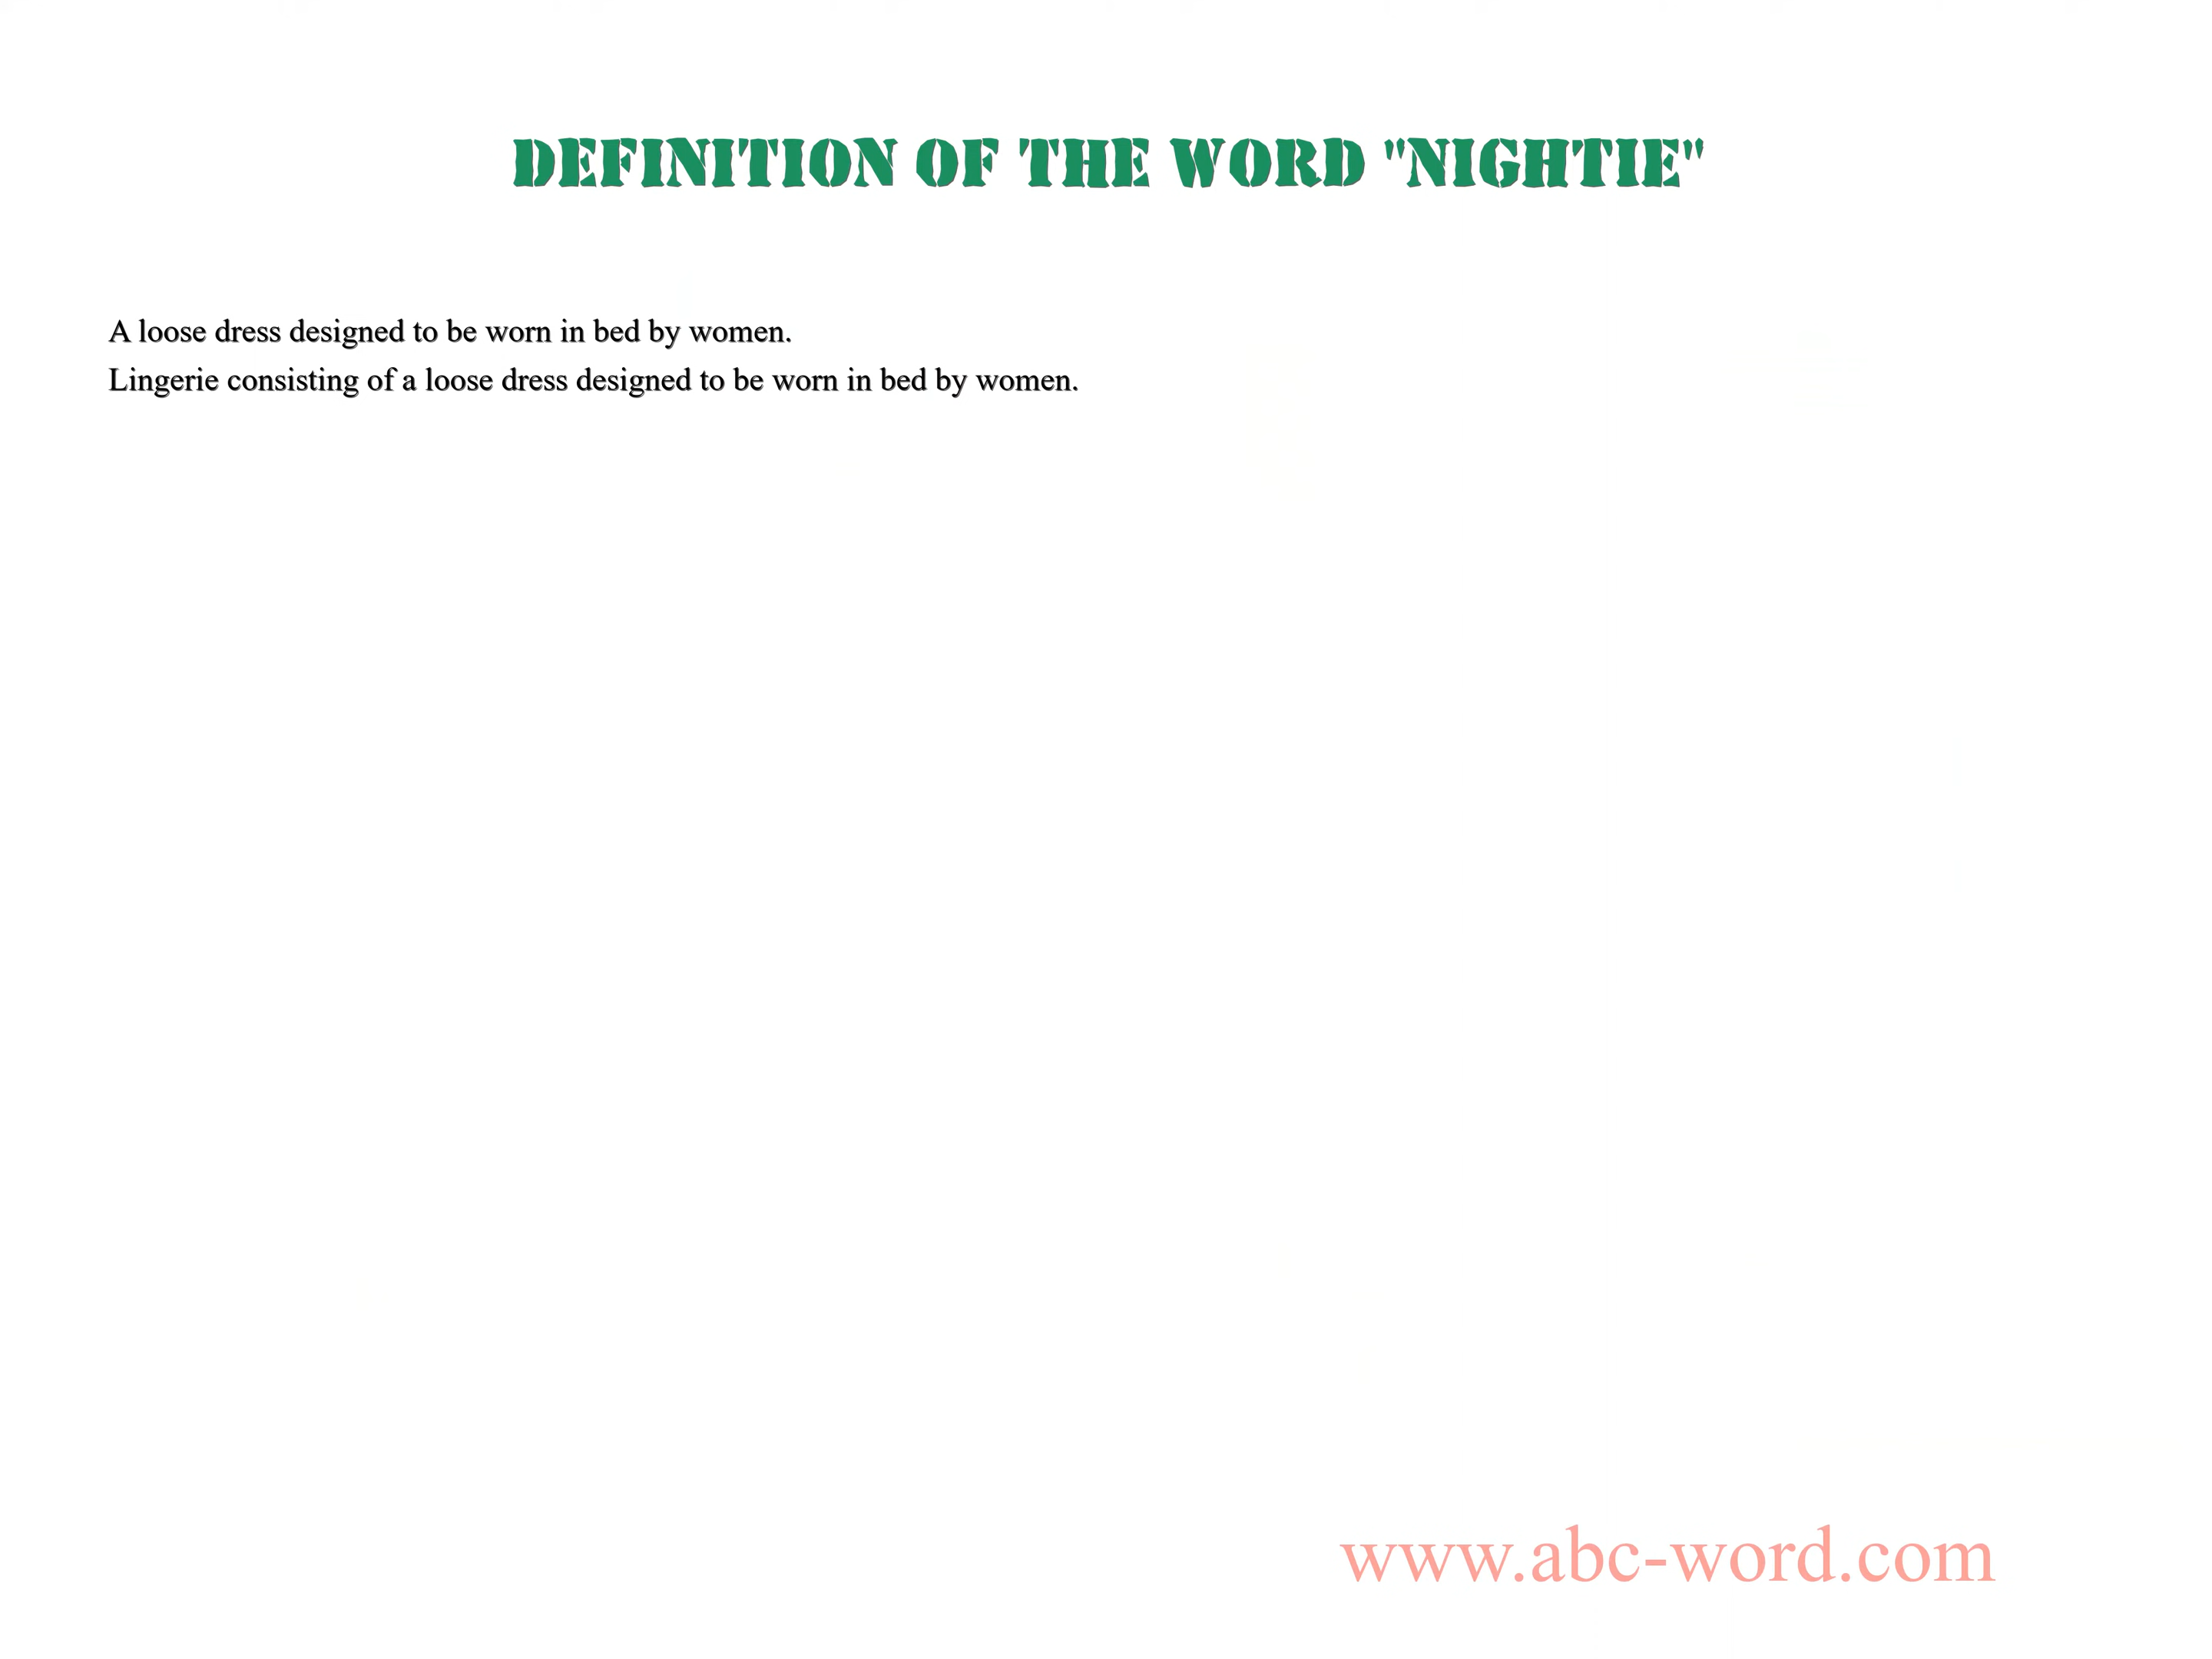 DEFINITION OF THE WORD "NIGHTIE"
A loose dress designed to be worn in bed by women.
Lingerie consisting of a loose dress designed to be worn in bed by women.
www.abc-word.com